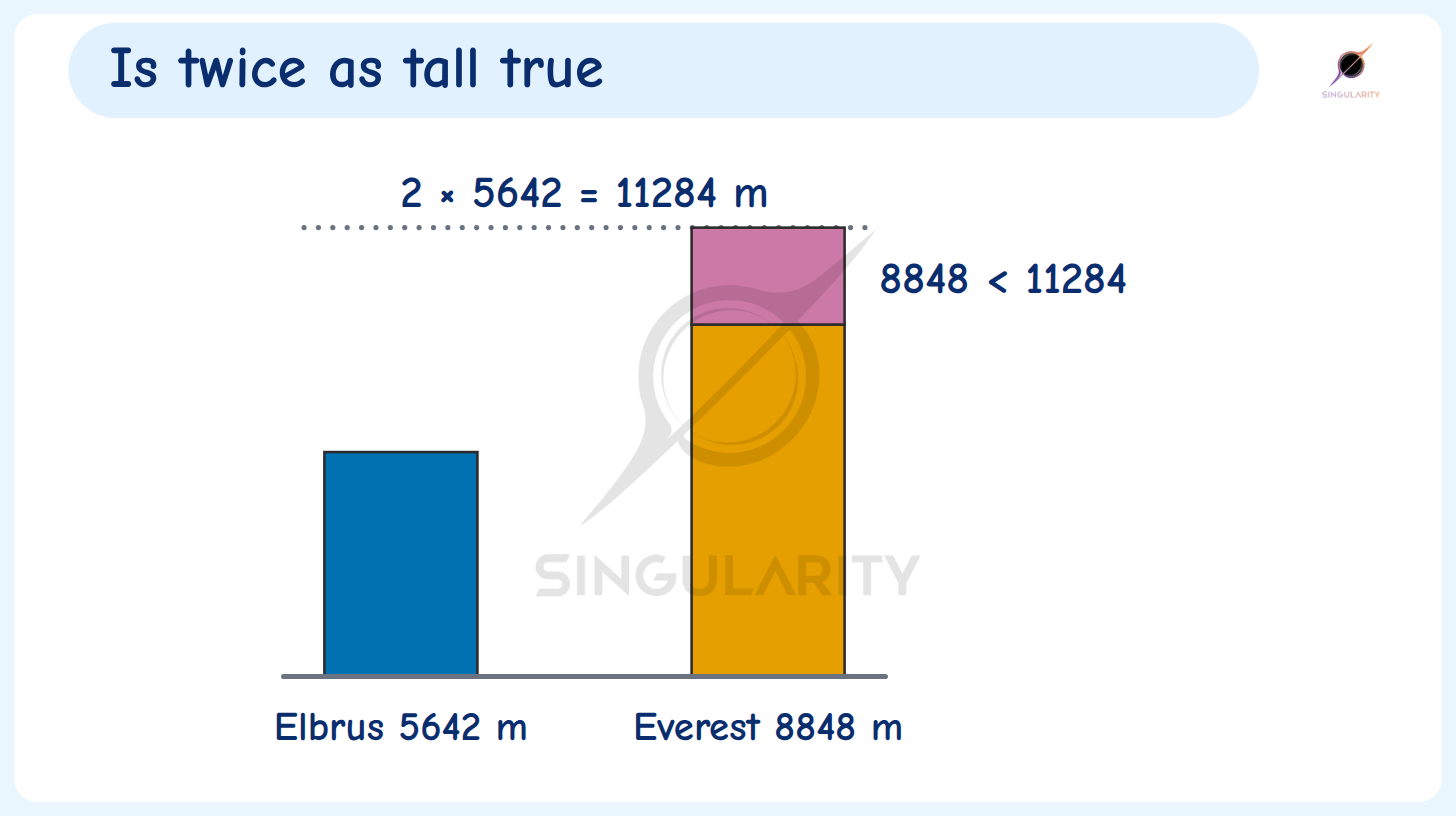 Is twice as tall true
SINGULARITY
2 × 5642 = 11284 m
8848 < 11284
SINGULARITY
Elbrus 5642 m
Everest 8848 m